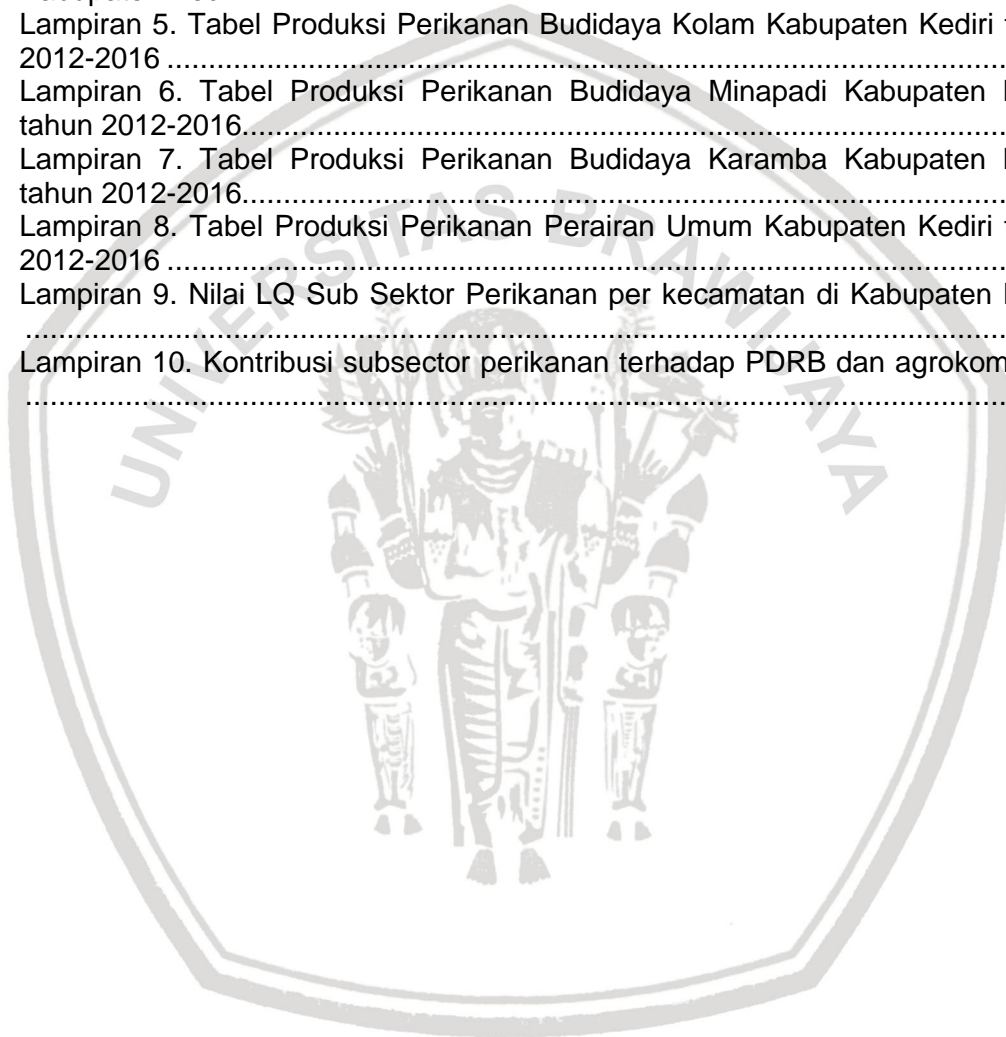 Lampiran 5. Tabel Produksi Perikanan Budidaya Kolam Kabupaten Kediri
2012-2016 ....................................................................................................
Lampiran 6. Tabel Produksi Perikanan Budidaya Minapadi Kabupaten
tahun 2012-2016............................................................................................
Lampiran 7. Tabel Produksi Perikanan Budidaya Karamba Kabupaten
tahun 2012-2016............................................................................................
Lampiran 8. Tabel Produksi Perikanan Perairan Umum Kabupaten Kediri
2012-2016 ....................................................................................................
Lampiran 9. Nilai LQ Sub Sektor Perikanan per kecamatan di Kabupaten
....................................................................................................................
Lampiran 10. Kontribusi subsector perikanan terhadap PDRB dan
....................................................................................................................
UNIVERSITAS BRAWIJAYA